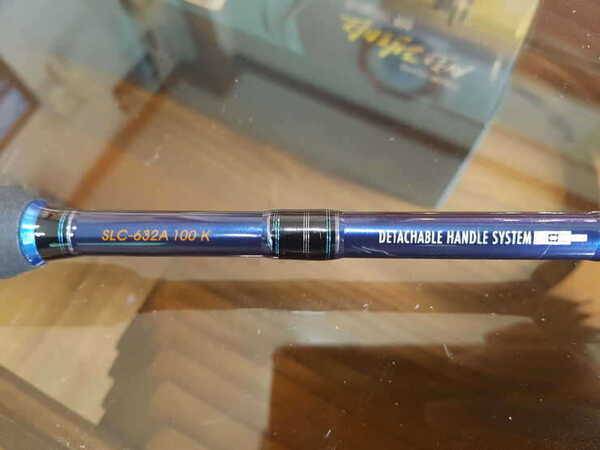 SLC-632A 100 K
DETACHABLE HANDLE SYSTEM